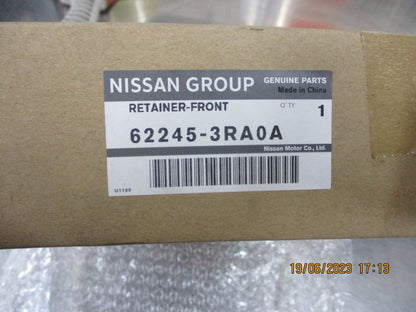 NISSAN GROUP GENUINE PARTS
Made in China
RETAINER-FRONT Q'TY 1
62245-3RA0A
Nissan Motor Co., Ltd.
U1199
19/06/2023 17:13